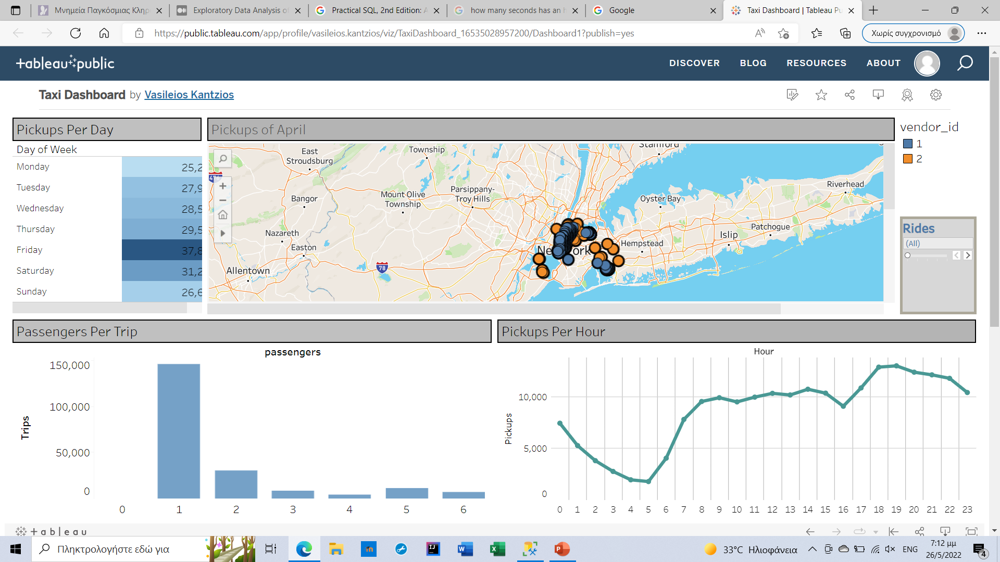 Μνημεία Παγκόσμιας Κληρ
Exploratory Data Analysis of
Practical SQL, 2nd Edition: A
how many seconds has an h
Google
Taxi Dashboard | Tableau Pu
https://public.tableau.com/app/profile/vasileios.kantzios/viz/TaxiDashboard_16535028957200/Dashboard1?publish=yes
Χωρίς συγχρονισμό
tableau public
DISCOVER
BLOG
RESOURCES
ABOUT
Taxi Dashboard by Vasileios Kantzios
Pickups Per Day
Day of Week
Monday 25,2
Tuesday 27,9
Wednesday 28,5
Thursday 29,5
Friday 37,8
Saturday 31,2
Sunday 26,6
Pickups of April
East
Stroudsburg
Township
Stamford
Bangor
Mount Olive
Township
Parsippany-
Troy Hills
Oyster Bay
Riverhead
Nazareth
Easton
Allentown
78
New York
Hempstead
Islip
Patchogue
vendor_id
1
2
Rides
(All)
Passengers Per Trip
passengers
Trips
150,000
100,000
50,000
0
0 1 2 3 4 5 6
Pickups Per Hour
Hour
Pickups
10,000
5,000
0
0 1 2 3 4 5 6 7 8 9 10 11 12 13 14 15 16 17 18 19 20 21 22 23
+ a b | e a u
Πληκτρολογήστε εδώ για
33°C Ηλιοφάνεια
ENG
7:12 μμ
26/5/2022
4